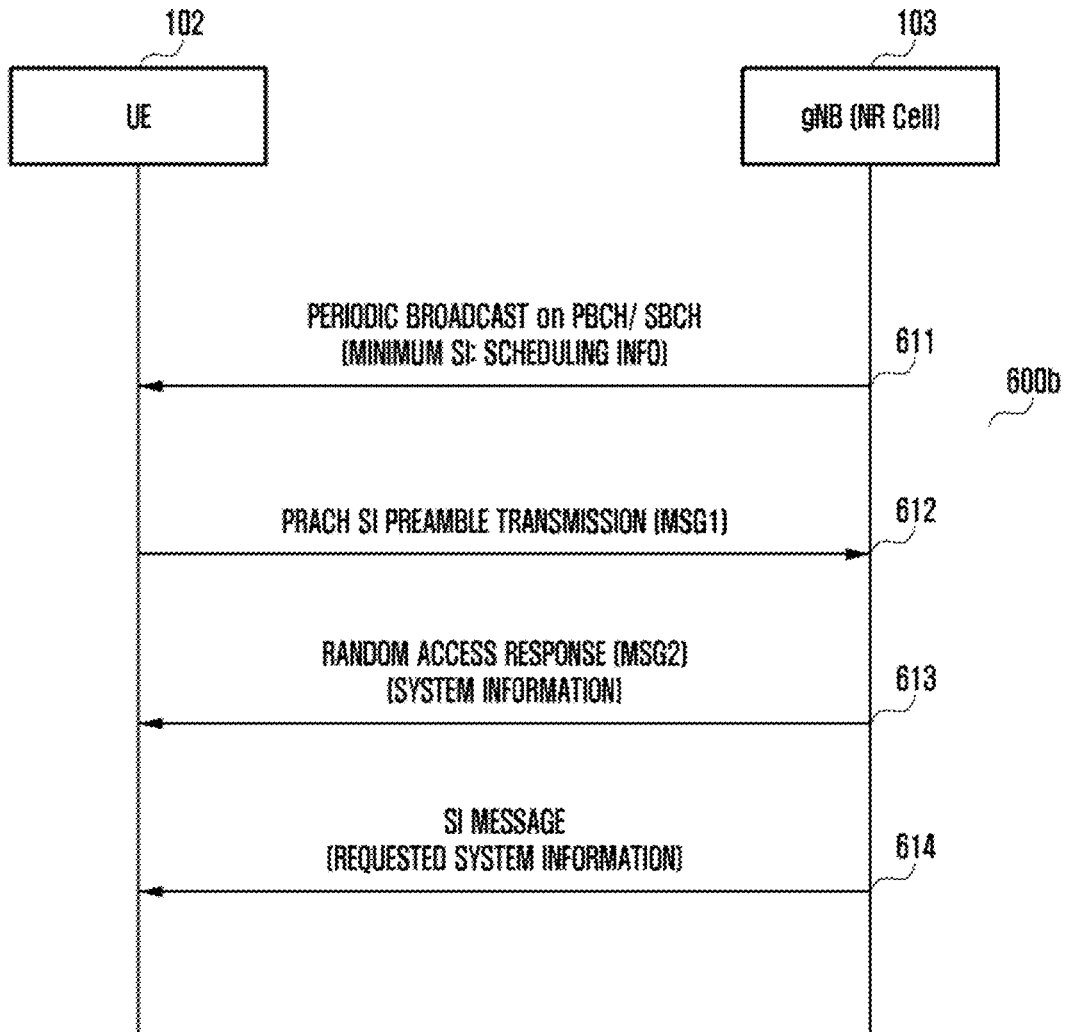 102
103
UE
gNB (NR Cell)
PERIODIC BROADCAST on PBCH/ SBCH
(MINIMUM SI: SCHEDULING INFO)
611
600b
PRACH SI PREAMBLE TRANSMISSION (MSG1)
612
RANDOM ACCESS RESPONSE (MSG2)
(SYSTEM INFORMATION)
613
SI MESSAGE
(REQUESTED SYSTEM INFORMATION)
614